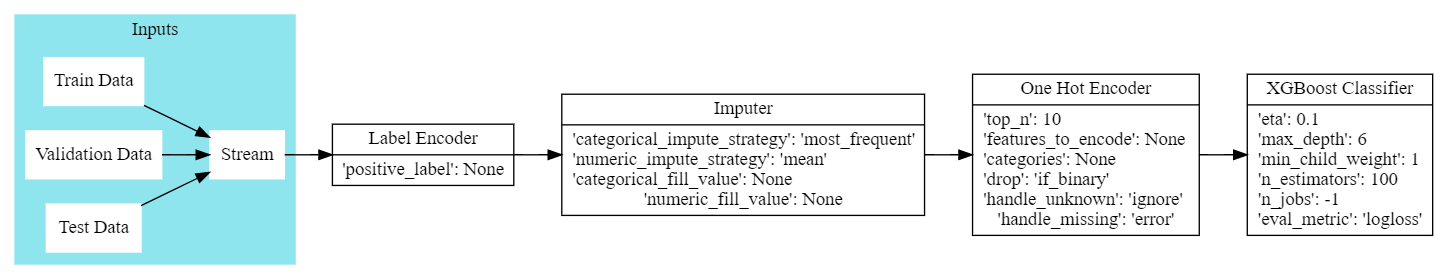 Inputs
Train Data
Validation Data
Test Data
Stream
Label Encoder
'positive_label': None
Imputer
'categorical_impute_strategy': 'most_frequent'
'numeric_impute_strategy': 'mean'
'categorical_fill_value': None
'numeric_fill_value': None
One Hot Encoder
'top_n': 10
'features_to_encode': None
'categories': None
'drop': 'if_binary'
'handle_unknown': 'ignore'
'handle_missing': 'error'
XGBoost Classifier
'eta': 0.1
'max_depth': 6
'min_child_weight': 1
'n_estimators': 100
'n_jobs': -1
'eval_metric': 'logloss'